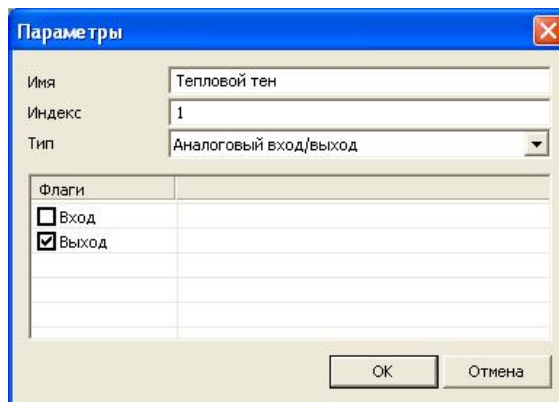 Параметры
Имя Тепловой тен
Индекс 1
Тип Аналоговый вход/выход
Флаги
Вход
Выход
OK Отмена